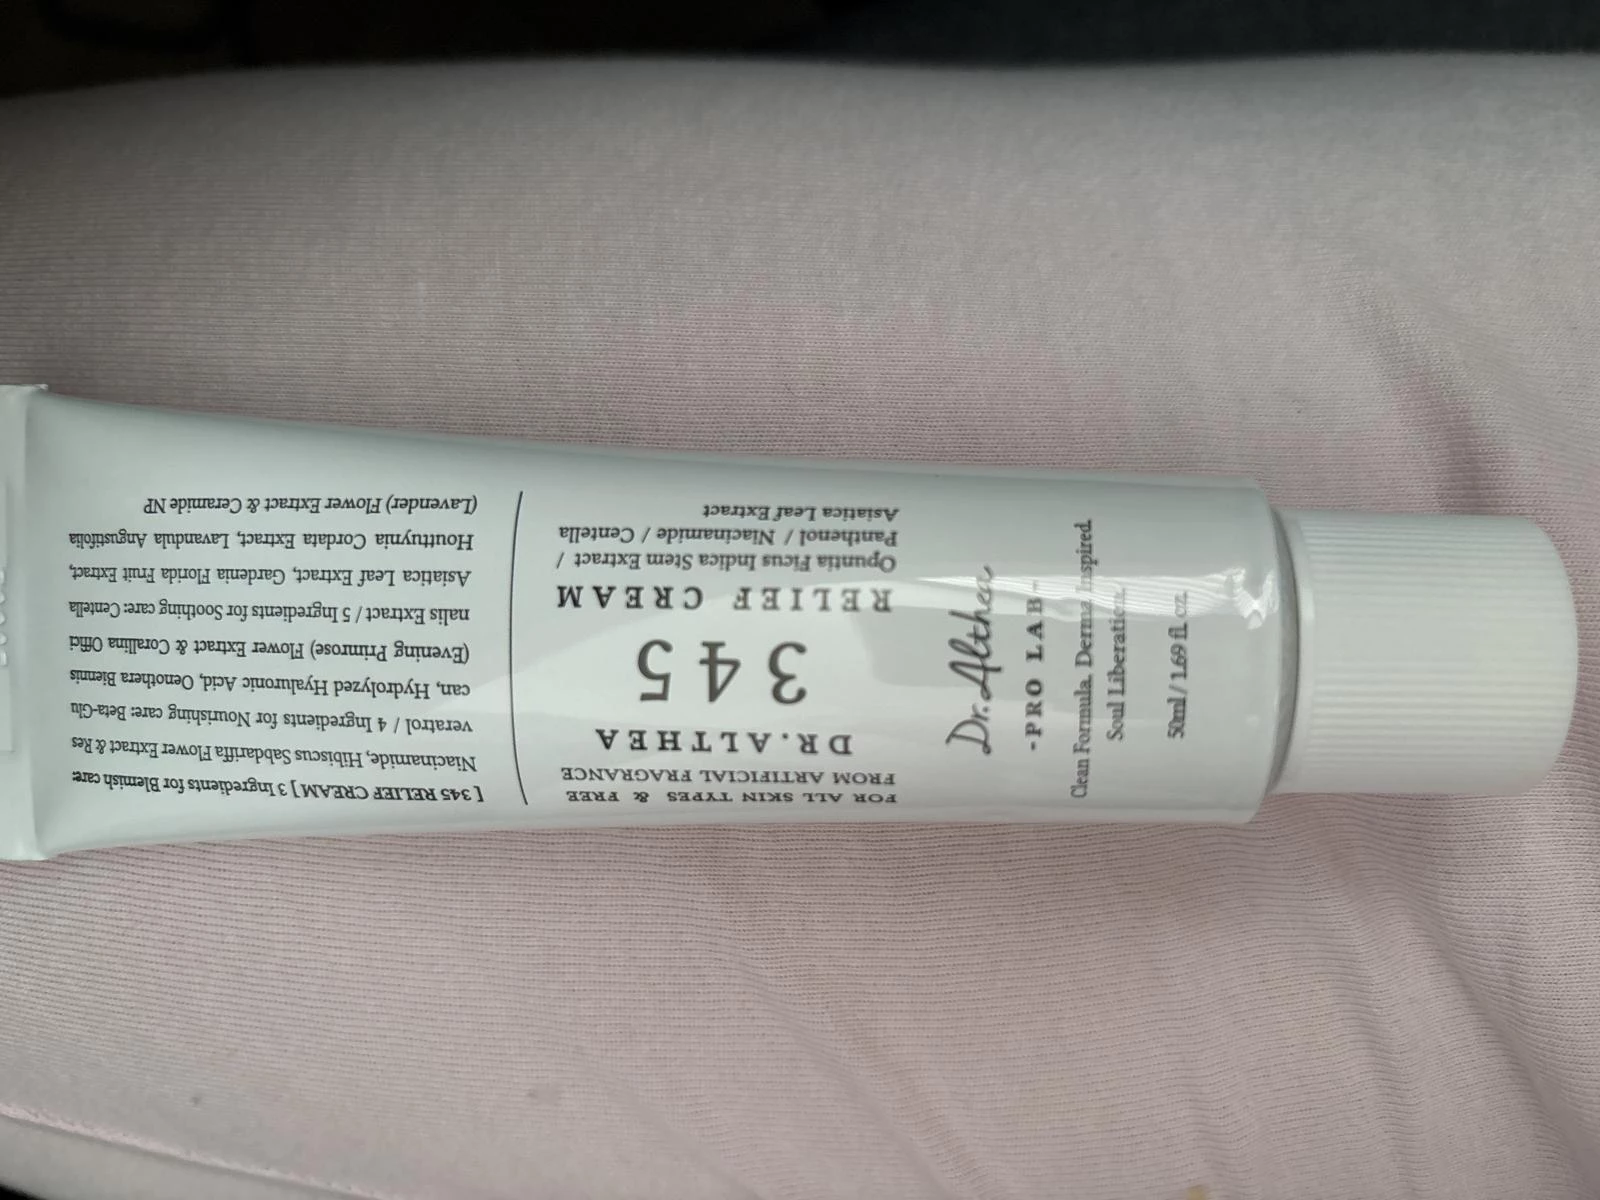 FOR ALL SKIN TYPES & FREE
FROM ARTIFICIAL FRAGRANCE
DR.ALTHEA
345
RELIEF CREAM
Opuntia Ficus Indica Stem Extract /
Panthenol / Niacinamide / Centella
Asiatica Leaf Extract
[ 345 RELIEF CREAM ] 3 Ingredients for Blemish care:
Niacinamide, Hibiscus Sabdariffa Flower Extract & Res
veratrol / 4 Ingredients for Nourishing care: Beta-Glu
can, Hydrolyzed Hyaluronic Acid, Oenothera Biennis
(Evening Primrose) Flower Extract & Corallina Offici
nalis Extract / 5 Ingredients for Soothing care: Centella
Asiatica Leaf Extract, Gardenia Florida Fruit Extract,
Houttuynia Cordata Extract, Lavandula Angustifolia
(Lavender) Flower Extract & Ceramide NP
Dr.Althea
- PRO LAB -
Clean Formula. Derma Inspired.
Soul Liberation.
50ml / 1.69 fl. oz.